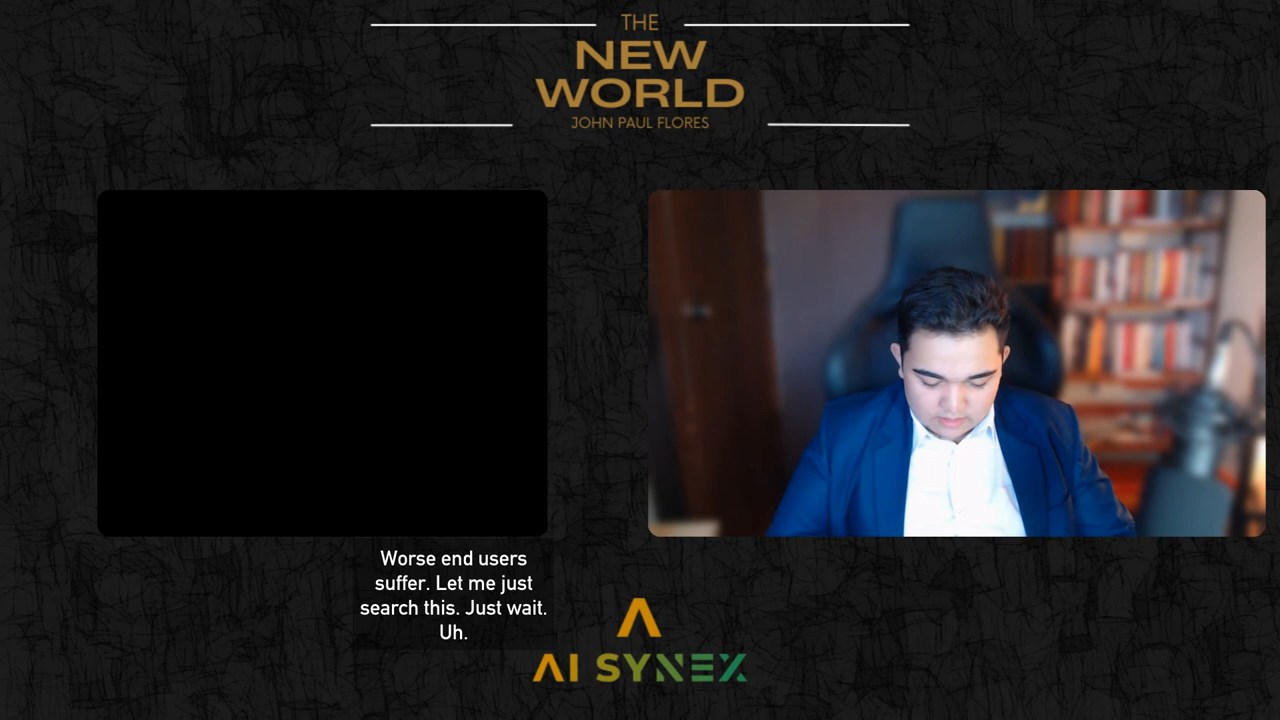 THE
NEW
WORLD
JOHN PAUL FLORES
Worse end users
suffer. Let me just
search this. Just wait.
Uh.
AI SYNEX